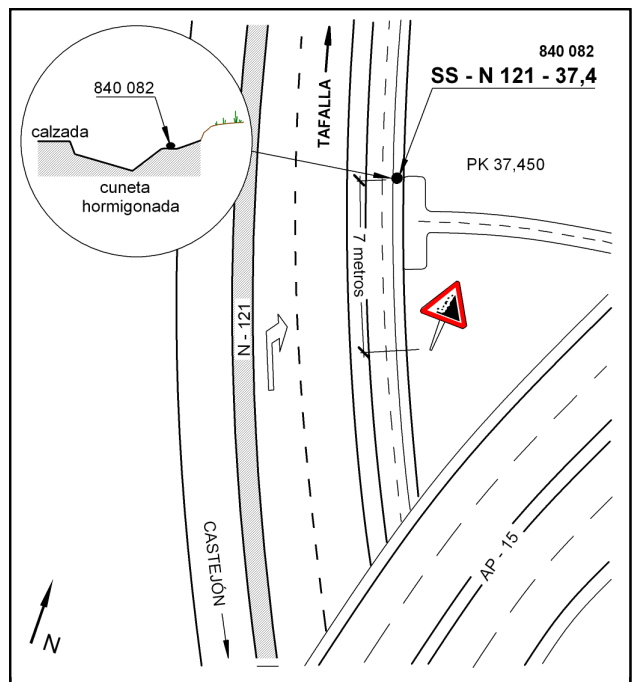 840 082
SS - N 121 - 37,4
840 082
calzada
cuneta
hormigonada
TAFALLA
PK 37,450
7 metros
N - 121
CASTEJÓN
AP - 15
N